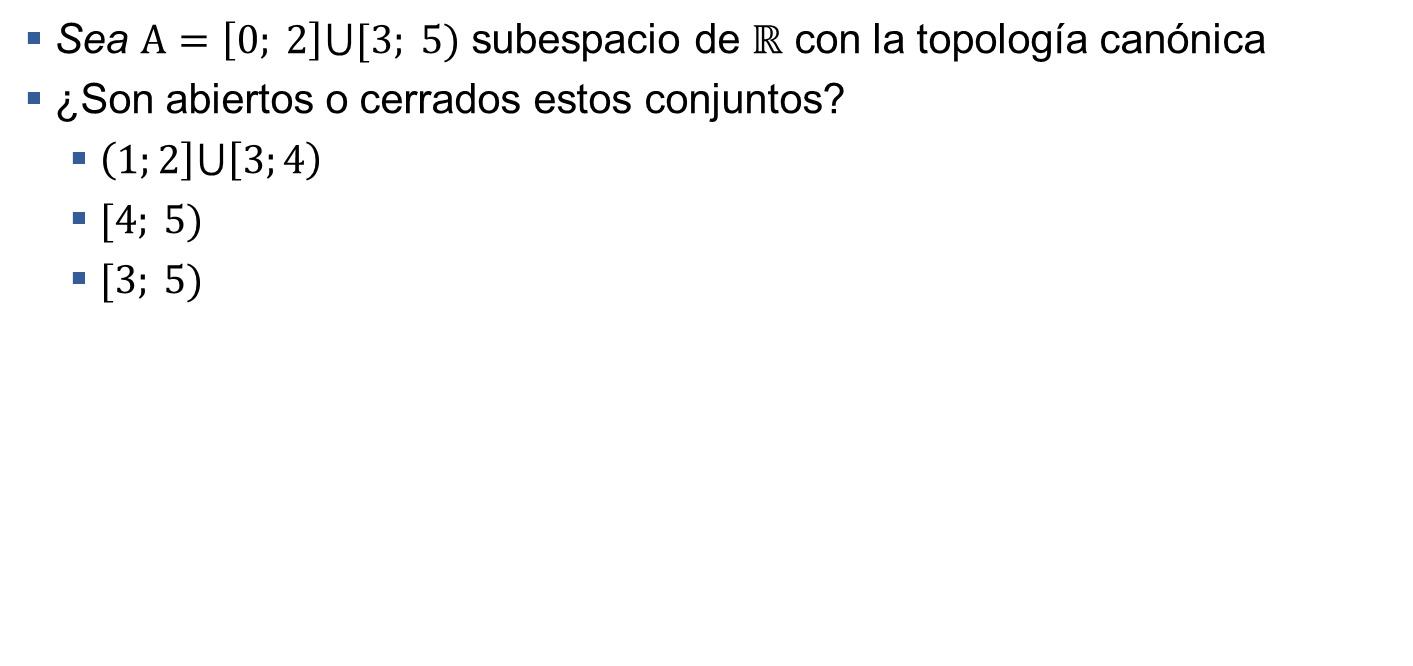 Sea A = [0; 2]∪[3; 5) subespacio de ℝ con la topología canónica
¿Son abiertos o cerrados estos conjuntos?
(1; 2]∪[3; 4)
[4; 5)
[3; 5)